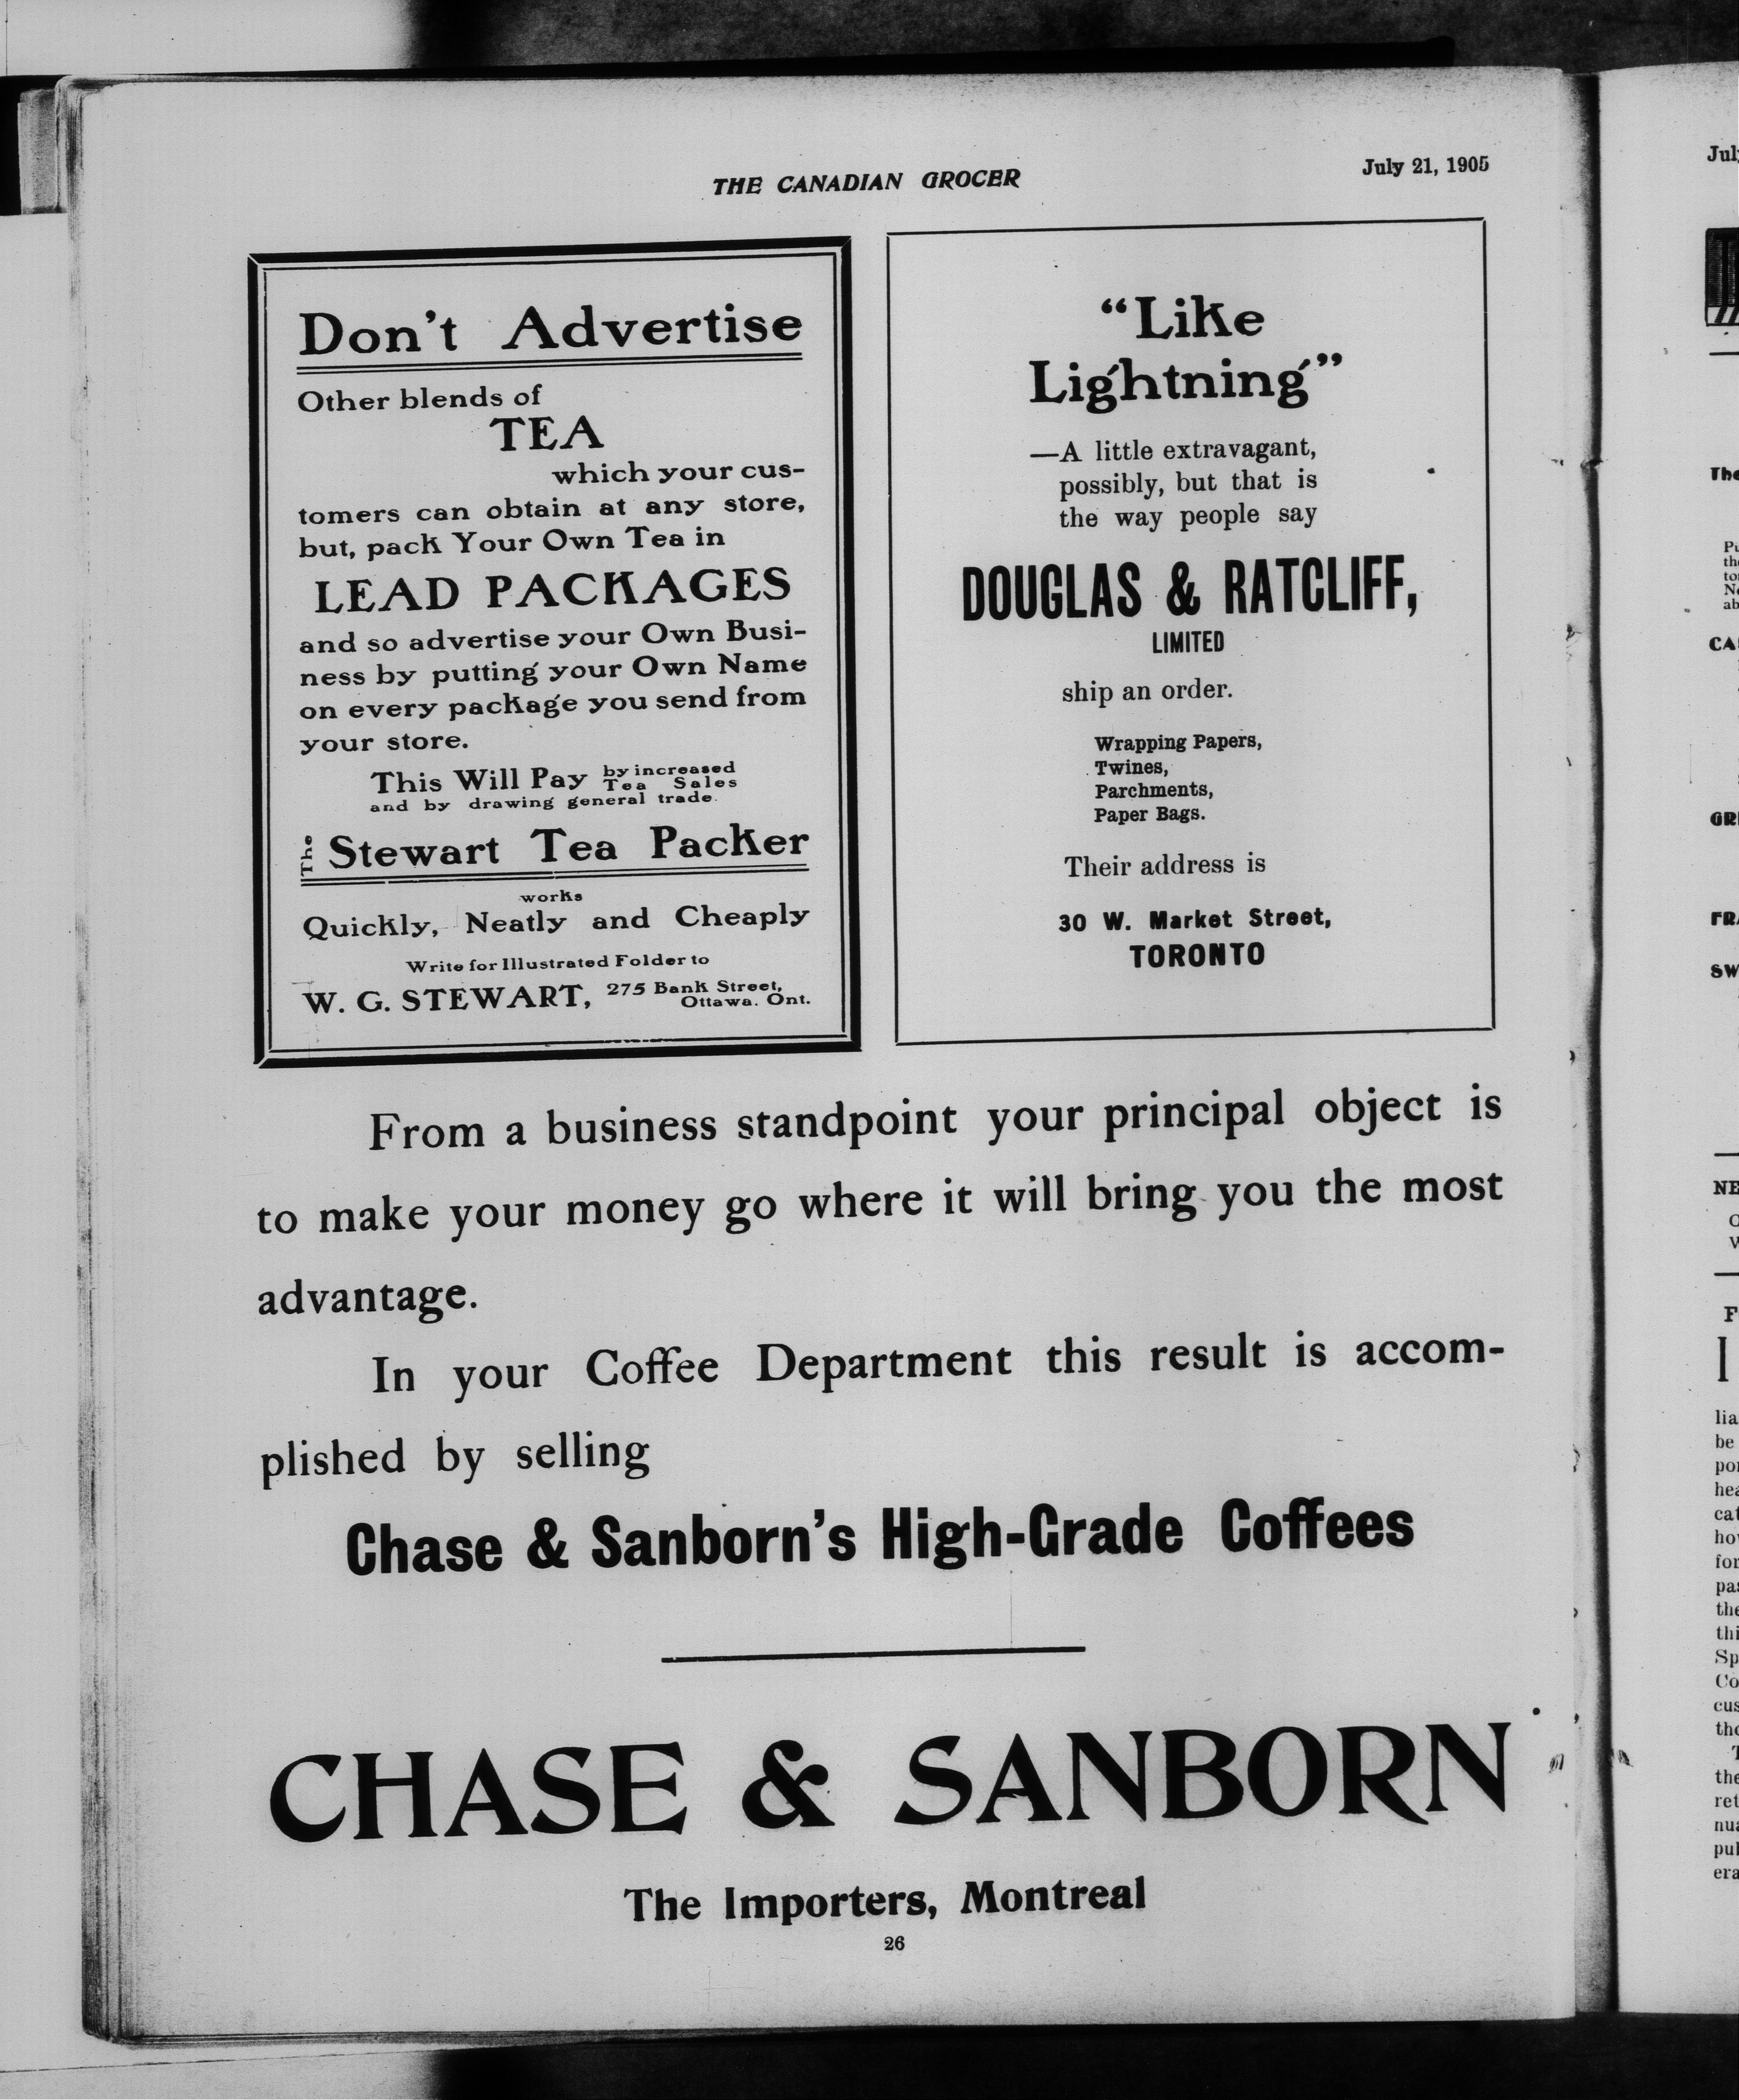 THE CANADIAN GROCER
July 21, 1905
Don't Advertise
Other blends of
TEA
which your cus-
tomers can obtain at any store,
but, pack Your Own Tea in
LEAD PACKAGES
and so advertise your Own Busi-
ness by putting your Own Name
on every package you send from
your store.
This Will Pay by increased
Tea Sales
and by drawing general trade.
The Stewart Tea Packer
works
Quickly, Neatly and Cheaply
Write for Illustrated Folder to
W. G. STEWART, 275 Bank Street,
Ottawa. Ont.
"Like
Lightning"
—A little extravagant,
possibly, but that is
the way people say
DOUGLAS & RATCLIFF,
LIMITED
ship an order.
Wrapping Papers,
Twines,
Parchments,
Paper Bags.
Their address is
30 W. Market Street,
TORONTO
From a business standpoint your principal object is
to make your money go where it will bring you the most
advantage.
In your Coffee Department this result is accom-
plished by selling
Chase & Sanborn's High-Grade Coffees
CHASE & SANBORN
The Importers, Montreal
26